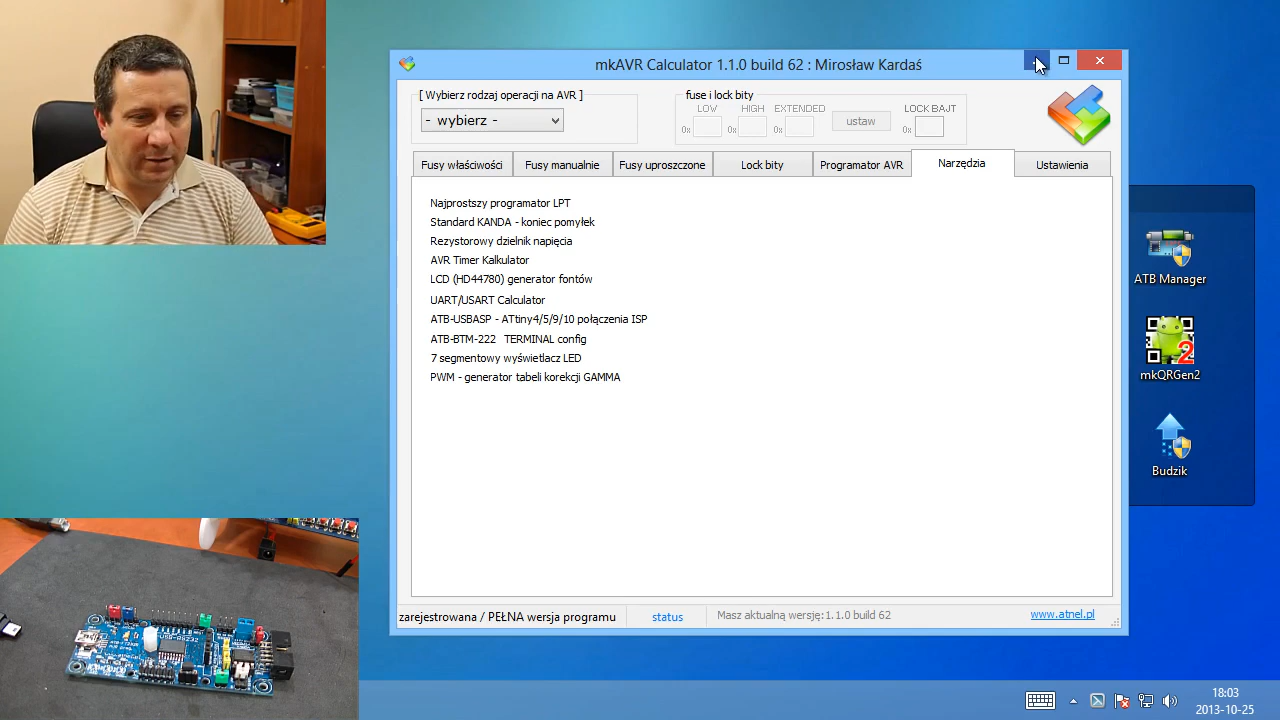 mkAVR Calculator 1.1.0 build 62 : Mirosław Kardaś
[ Wybierz rodzaj operacji na AVR ]
- wybierz -
fuse i lock bity
LOW HIGH EXTENDED LOCK BAJT
0x 0x 0x ustaw 0x
Fusy właściwości Fusy manualnie Fusy uproszczone Lock bity Programator AVR Narzędzia Ustawienia
Najprostszy programator LPT
Standard KANDA - koniec pomyłek
Rezystorowy dzielnik napięcia
AVR Timer Kalkulator
LCD (HD44780) generator fontów
UART/USART Calculator
ATB-USBASP - ATtiny4/5/9/10 połączenia ISP
ATB-BTM-222 TERMINAL config
7 segmentowy wyświetlacz LED
PWM - generator tabeli korekcji GAMMA
zarejestrowana / PEŁNA wersja programu status Masz aktualną wersję:1.1.0 build 62 www.atnel.pl
ATB Manager
2
mkQRGen2
Budzik
18:03
2013-10-25